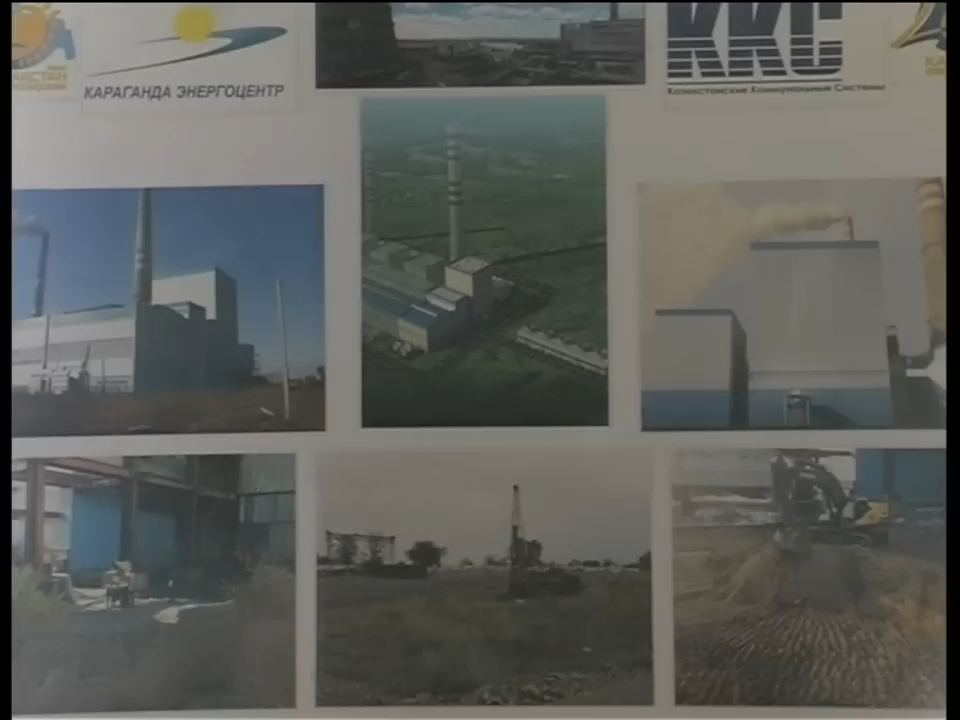 КАРАГАНДА ЭНЕРГОЦЕНТР
ККС
Казахстанские Коммунальные Системы